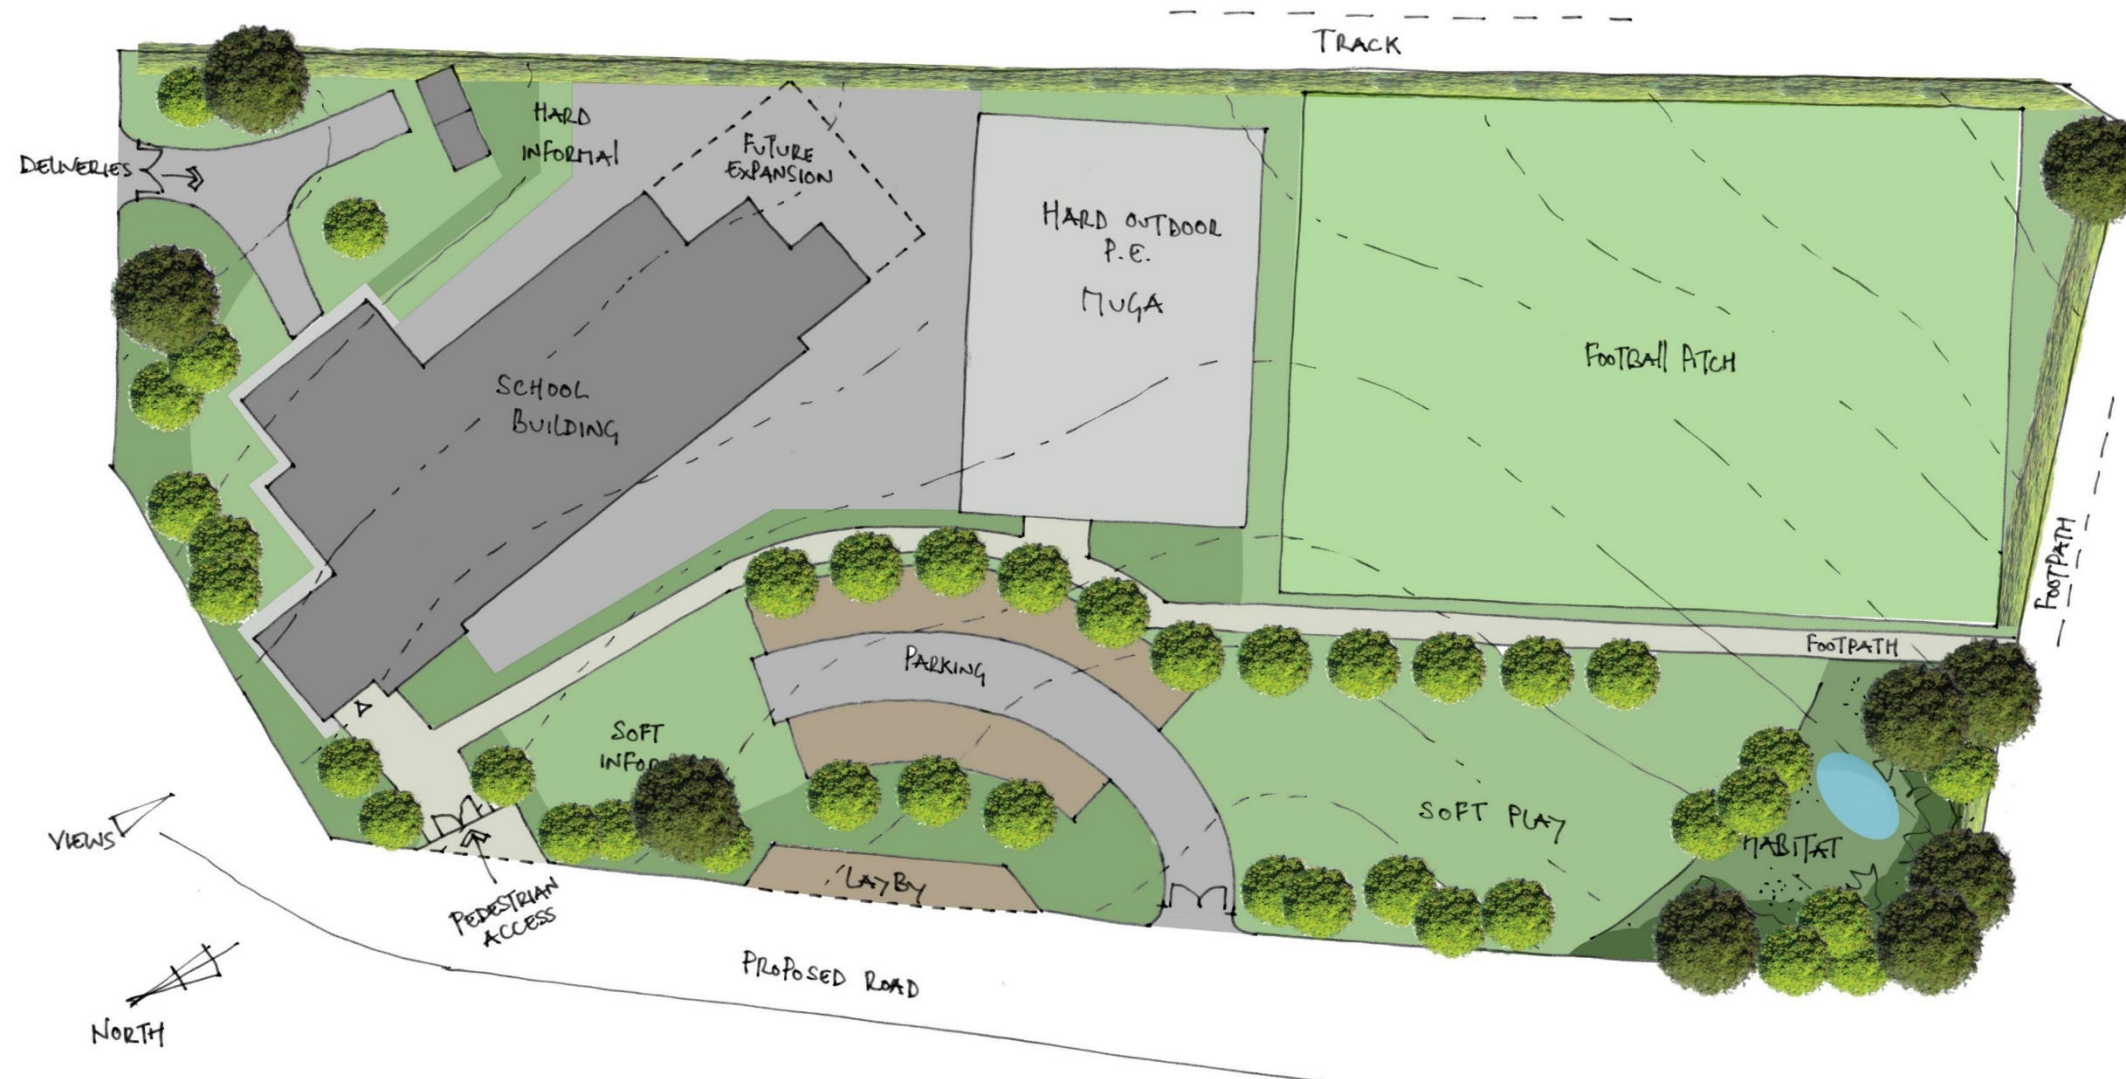 TRACK
HARD
INFORMAL
DELIVERIES
FUTURE
EXPANSION
HARD OUTDOOR
P.E.
MUGA
FOOTBALL PITCH
SCHOOL
BUILDING
FOOTPATH
FOOTPATH
PARKING
SOFT
INFO
SOFT PLAY
HABITAT
VIEWS
LAYBY
PEDESTRIAN
ACCESS
PROPOSED ROAD
NORTH